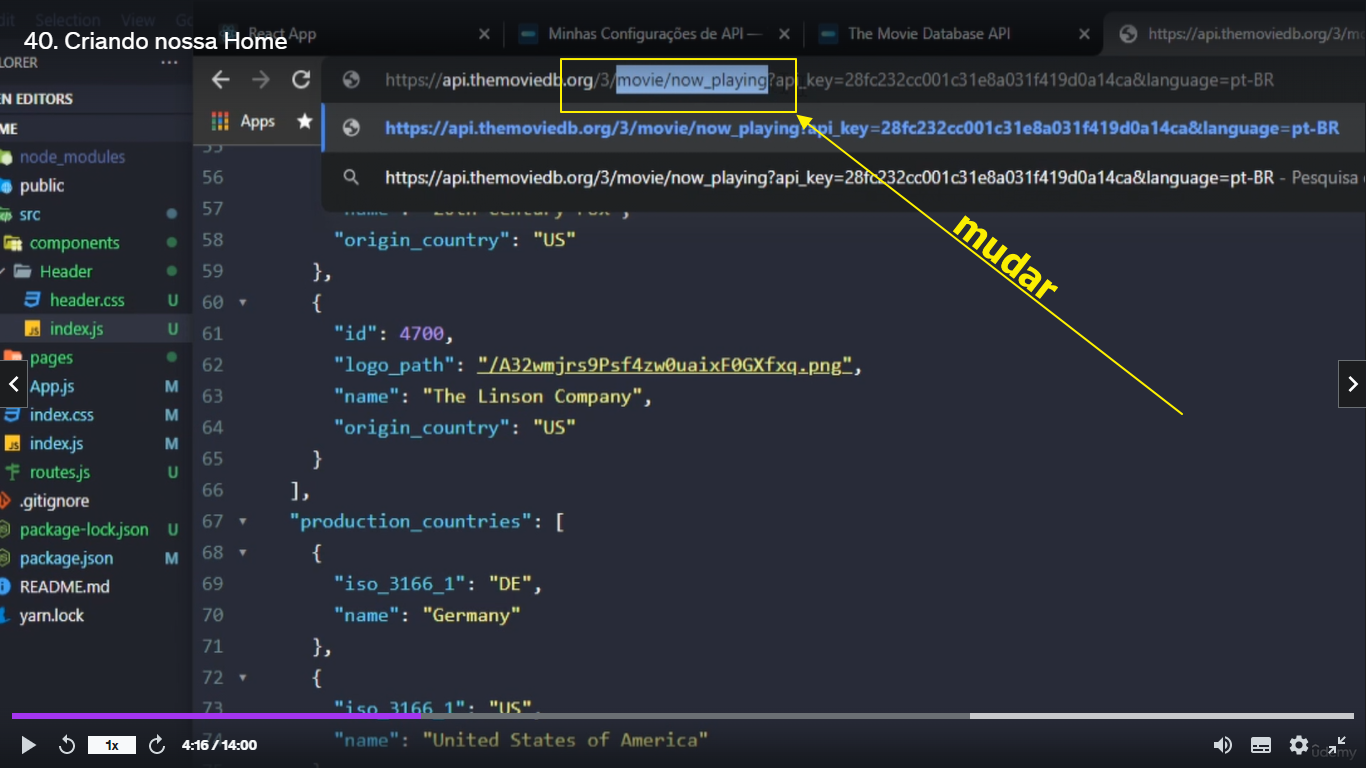 Edit Selection View Go
40. Criando nossa Home
React App
Minhas Configurações de API —
The Movie Database API
https://api.themoviedb.org/3/mo
https://api.themoviedb.org/3/movie/now_playing?api_key=28fc232cc001c31e8a031f419d0a14ca&language=pt-BR
Apps
https://api.themoviedb.org/3/movie/now_playing?api_key=28fc232cc001c31e8a031f419d0a14ca&language=pt-BR
https://api.themoviedb.org/3/movie/now_playing?api_key=28fc232cc001c31e8a031f419d0a14ca&language=pt-BR - Pesquisa
mudar
LORER
N EDITORS
ME
node_modules
public
src
components
Header
header.css U
index.js U
pages
App.js M
index.css M
index.js M
routes.js U
.gitignore
package-lock.json U
package.json M
README.md
yarn.lock
55
56
57 "name": "20th Century Fox",
58 "origin_country": "US"
59 },
60 {
61 "id": 4700,
62 "logo_path": "/A32wmjrs9Psf4zw0uaixF0GXfxq.png",
63 "name": "The Linson Company",
64 "origin_country": "US"
65 }
66 ],
67 "production_countries": [
68 {
69 "iso_3166_1": "DE",
70 "name": "Germany"
71 },
72 {
73 "iso_3166_1": "US",
74 "name": "United States of America"
1x
4:16 / 14:00
ûdemy